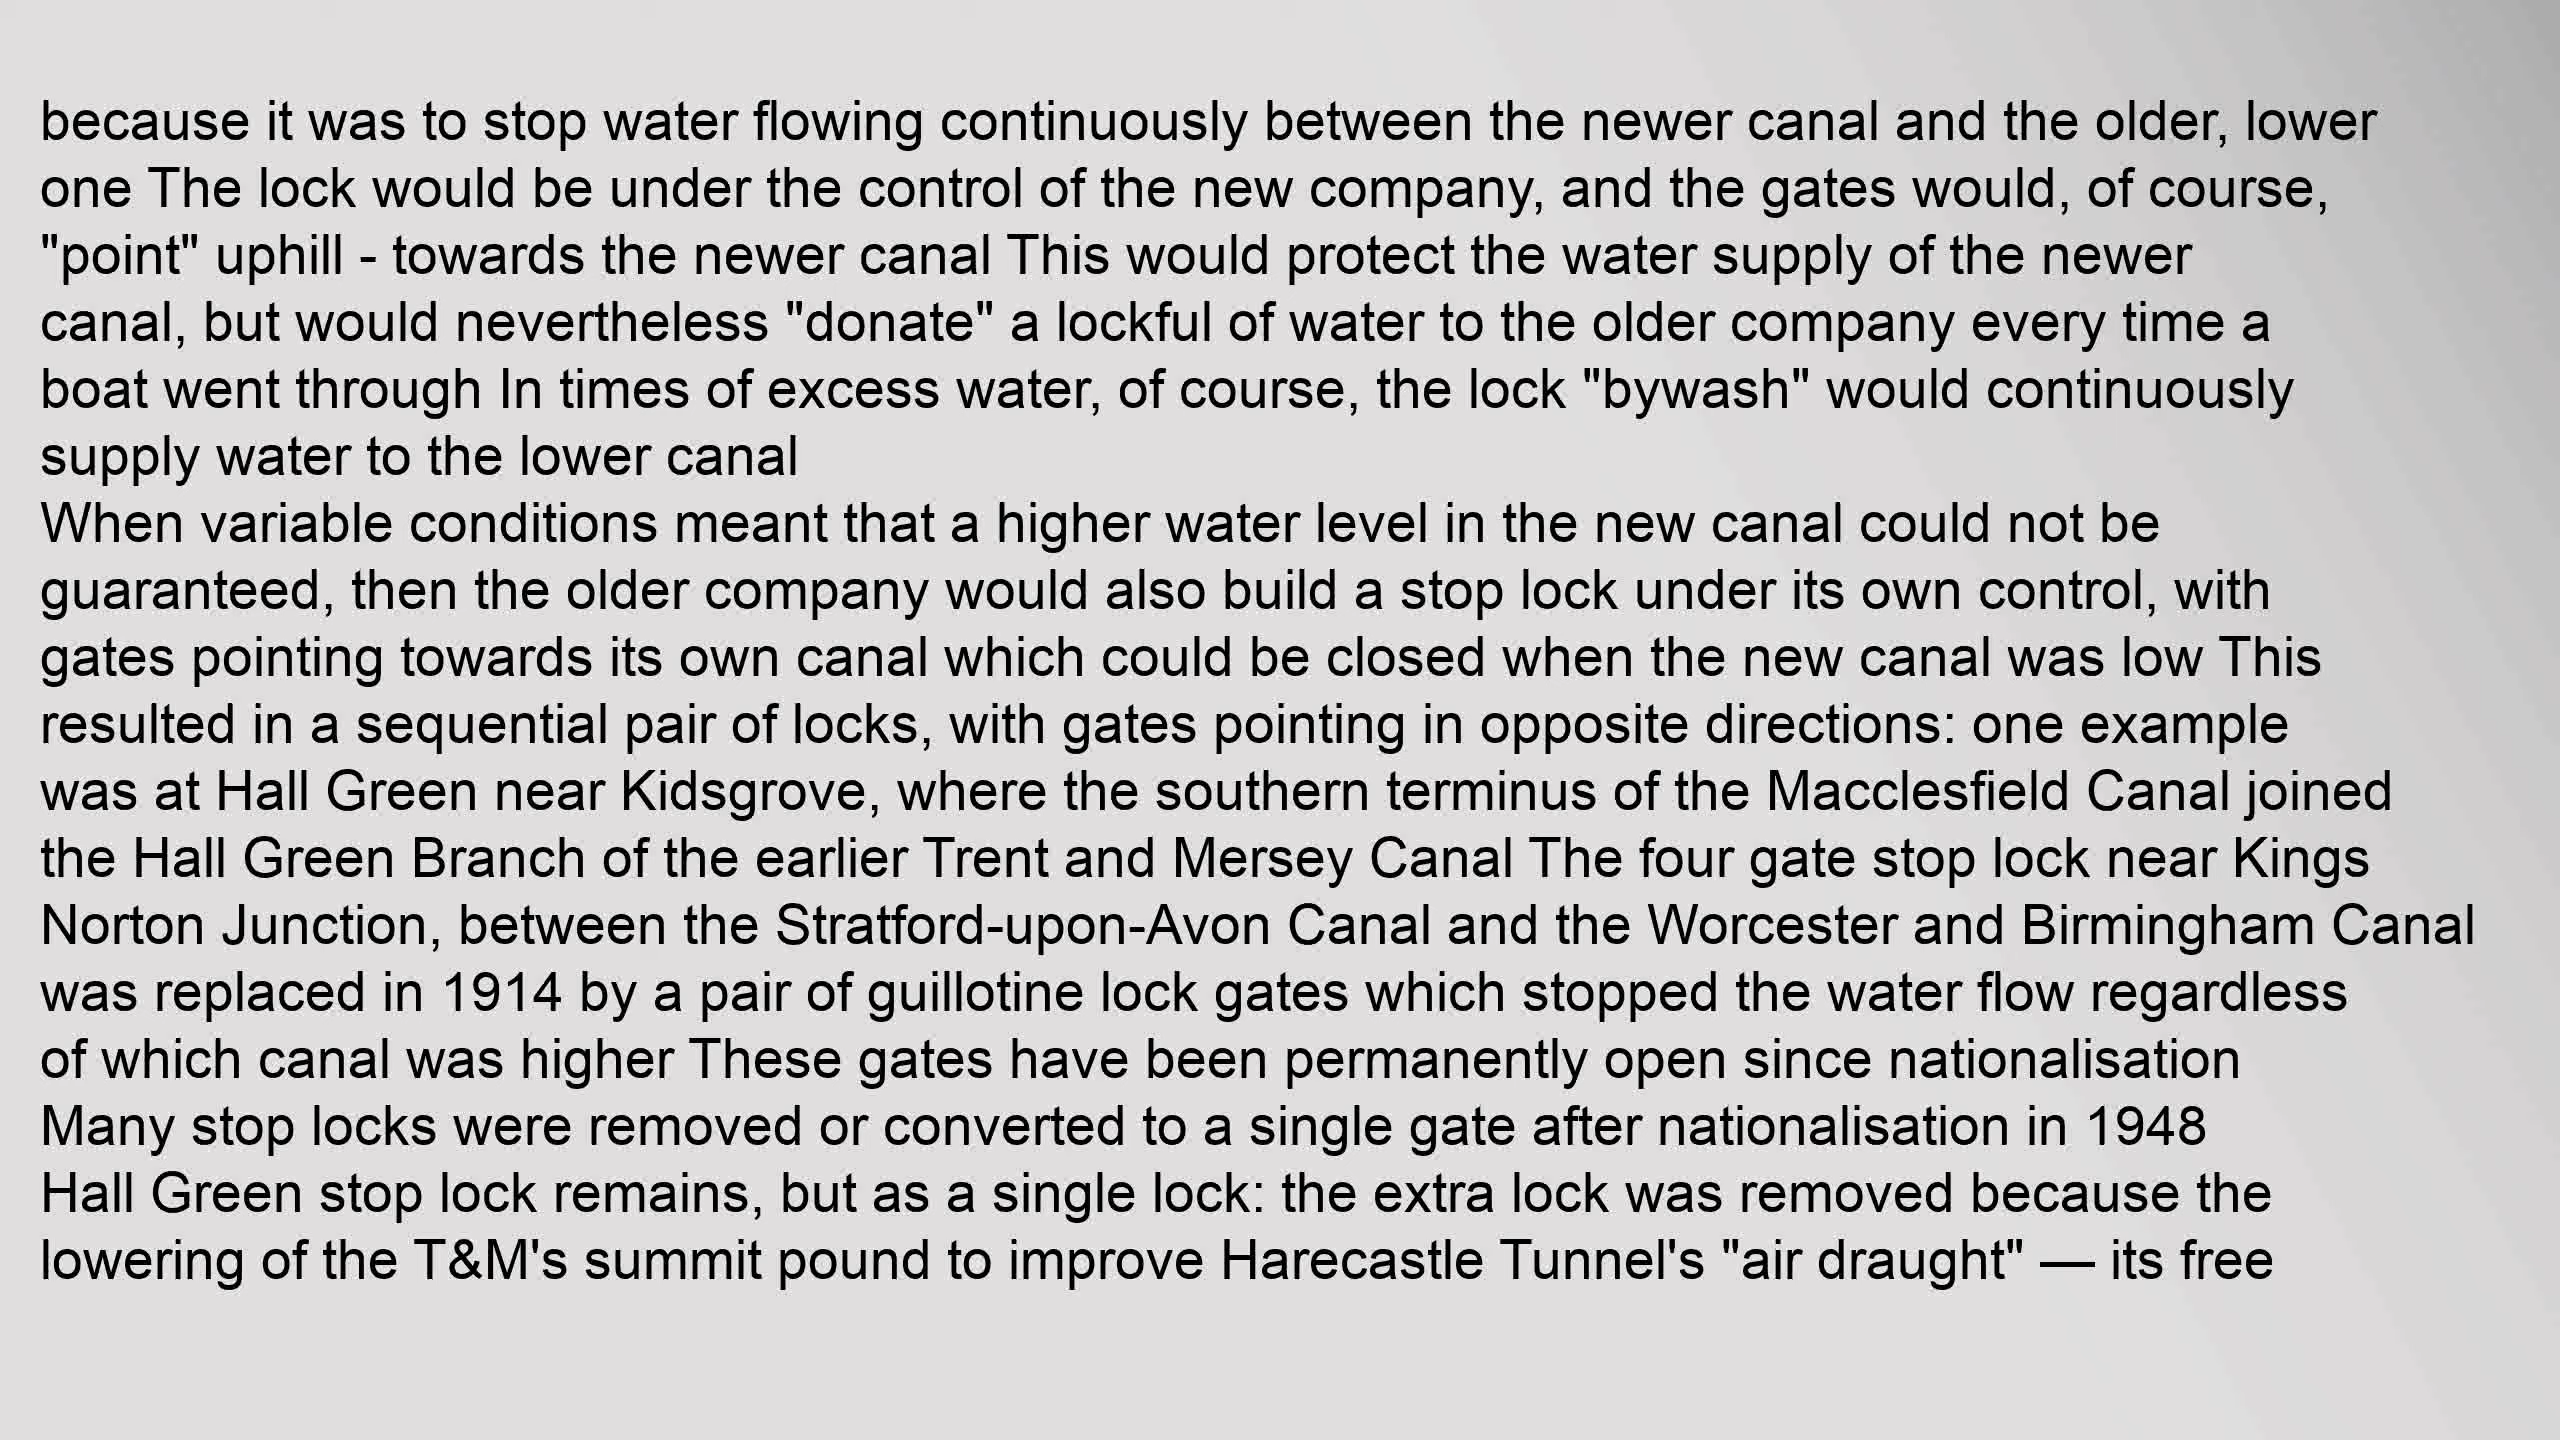 because it was to stop water flowing continuously between the newer canal and the older, lower
one The lock would be under the control of the new company, and the gates would, of course,
"point" uphill - towards the newer canal This would protect the water supply of the newer
canal, but would nevertheless "donate" a lockful of water to the older company every time a
boat went through In times of excess water, of course, the lock "bywash" would continuously
supply water to the lower canal
When variable conditions meant that a higher water level in the new canal could not be
guaranteed, then the older company would also build a stop lock under its own control, with
gates pointing towards its own canal which could be closed when the new canal was low This
resulted in a sequential pair of locks, with gates pointing in opposite directions: one example
was at Hall Green near Kidsgrove, where the southern terminus of the Macclesfield Canal joined
the Hall Green Branch of the earlier Trent and Mersey Canal The four gate stop lock near Kings
Norton Junction, between the Stratford-upon-Avon Canal and the Worcester and Birmingham Canal
was replaced in 1914 by a pair of guillotine lock gates which stopped the water flow regardless
of which canal was higher These gates have been permanently open since nationalisation
Many stop locks were removed or converted to a single gate after nationalisation in 1948
Hall Green stop lock remains, but as a single lock: the extra lock was removed because the
lowering of the T&M's summit pound to improve Harecastle Tunnel's "air draught" — its free